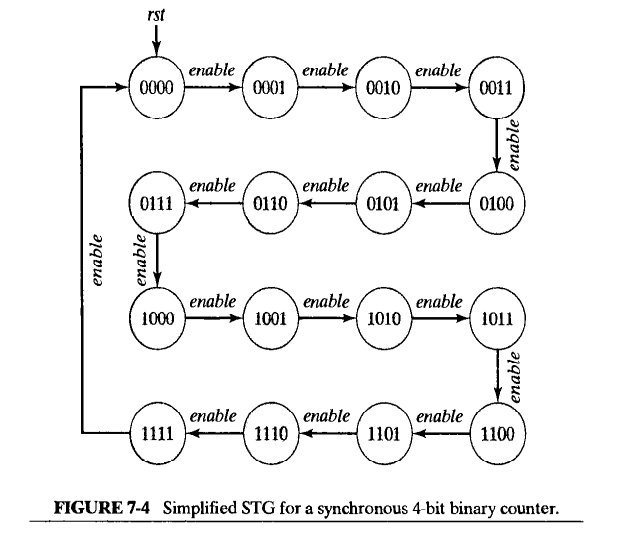 rst
enable enable enable
0000 0001 0010 0011
enable
enable enable enable
0111 0110 0101 0100
enable enable
enable enable enable
1000 1001 1010 1011
enable
enable enable enable
1111 1110 1101 1100
FIGURE 7-4 Simplified STG for a synchronous 4-bit binary counter.